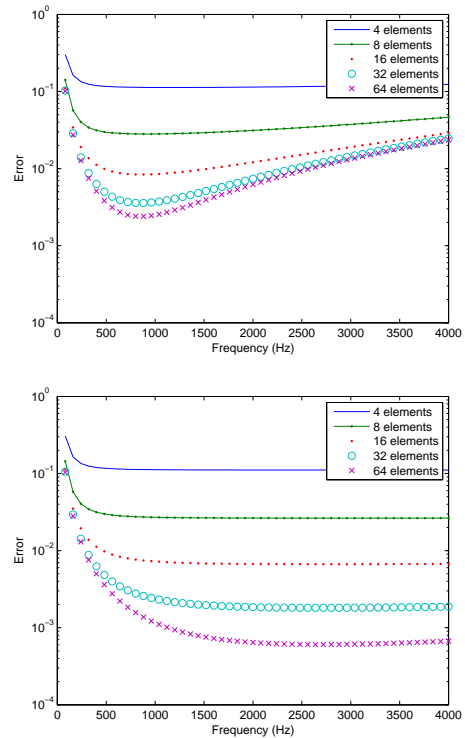 10^0
10^-1
10^-2
10^-3
10^-4
Error
0 500 1000 1500 2000 2500 3000 3500 4000
Frequency (Hz)
4 elements
8 elements
16 elements
32 elements
64 elements
10^0
10^-1
10^-2
10^-3
10^-4
Error
0 500 1000 1500 2000 2500 3000 3500 4000
Frequency (Hz)
4 elements
8 elements
16 elements
32 elements
64 elements